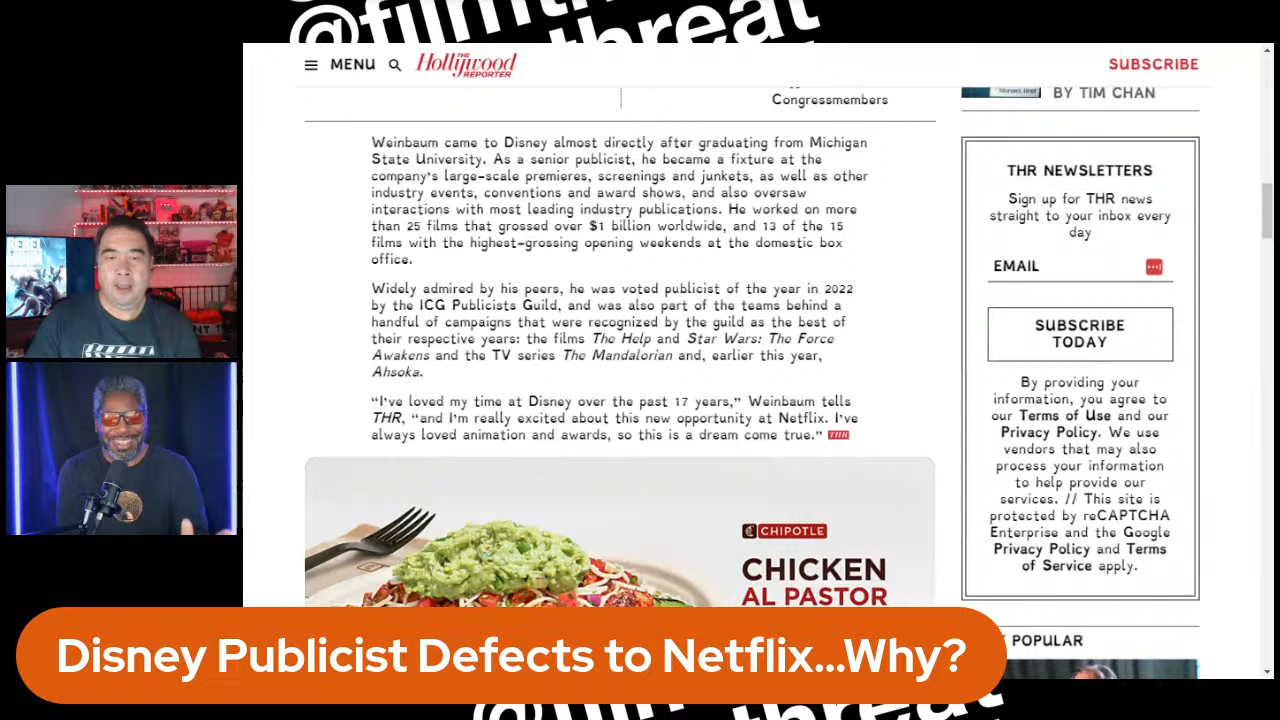 @filmth
threat
MENU
THE
Hollywood
REPORTER
SUBSCRIBE
Congressmembers
BY TIM CHAN
Weinbaum came to Disney almost directly after graduating from Michigan
State University. As a senior publicist, he became a fixture at the
company's large-scale premieres, screenings and junkets, as well as other
industry events, conventions and award shows, and also oversaw
interactions with most leading industry publications. He worked on more
than 25 films that grossed over $1 billion worldwide, and 13 of the 15
films with the highest-grossing opening weekends at the domestic box
office.
Widely admired by his peers, he was voted publicist of the year in 2022
by the ICG Publicists Guild, and was also part of the teams behind a
handful of campaigns that were recognized by the guild as the best of
their respective years: the films The Help and Star Wars: The Force
Awakens and the TV series The Mandalorian and, earlier this year,
Ahsoka.
"I've loved my time at Disney over the past 17 years," Weinbaum tells
THR, "and I'm really excited about this new opportunity at Netflix. I've
always loved animation and awards, so this is a dream come true." THR
THR NEWSLETTERS
Sign up for THR news
straight to your inbox every
day
EMAIL
SUBSCRIBE
TODAY
By providing your
information, you agree to
our Terms of Use and our
Privacy Policy. We use
vendors that may also
process your information
to help provide our
services. // This site is
protected by reCAPTCHA
Enterprise and the Google
Privacy Policy and Terms
of Service apply.
CHIPOTLE
CHICKEN
AL PASTOR
POPULAR
REBEL
Disney Publicist Defects to Netflix...Why?
@film
threat